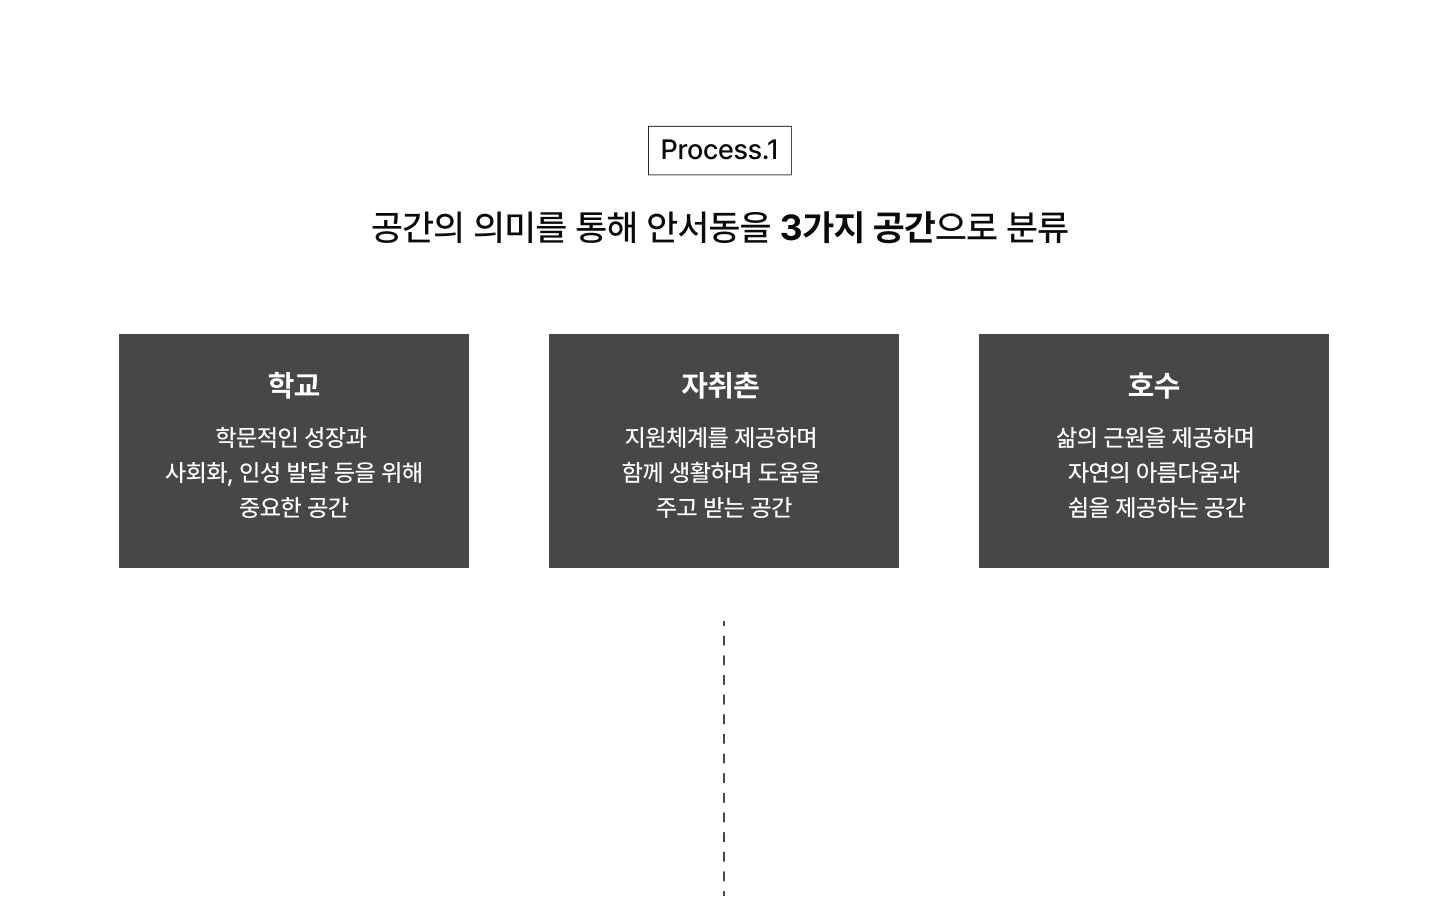 Process.1
공간의 의미를 통해 안서동을 3가지 공간으로 분류
학교
학문적인 성장과
사회화, 인성 발달 등을 위해
중요한 공간
자취촌
지원체계를 제공하며
함께 생활하며 도움을
주고 받는 공간
호수
삶의 근원을 제공하며
자연의 아름다움과
쉼을 제공하는 공간